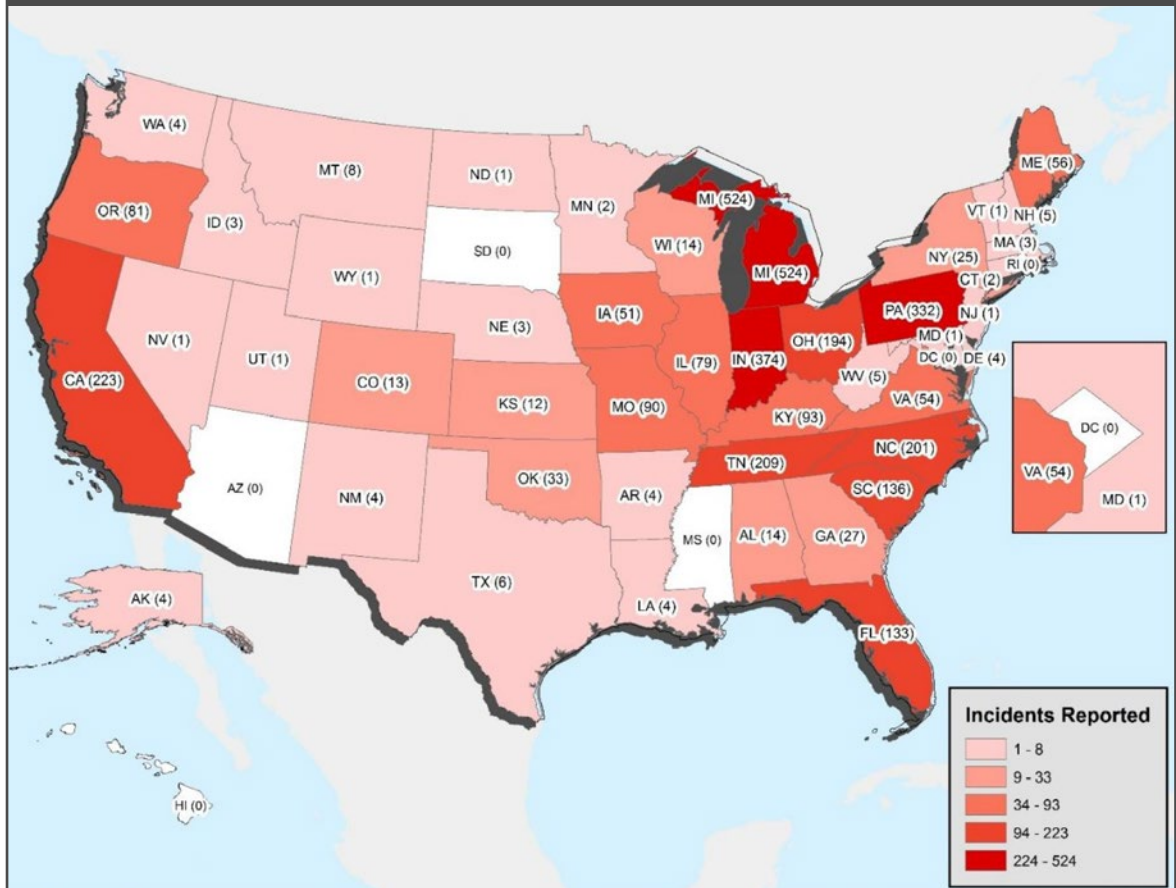 WA (4)
MT (8)
ND (1)
MN (2)
ME (56)
OR (81)
ID (3)
SD (0)
WI (14)
MI (524)
VT (1)
NH (5)
MA (3)
NY (25)
RI (0)
CT (2)
WY (1)
MI (524)
IA (51)
NE (3)
PA (332)
NJ (1)
NV (1)
UT (1)
CO (13)
IL (79)
IN (374)
OH (194)
MD (1)
DC (0)
DE (4)
WV (5)
CA (223)
KS (12)
MO (90)
KY (93)
VA (54)
AZ (0)
NM (4)
OK (33)
AR (4)
TN (209)
NC (201)
SC (136)
MS (0)
AL (14)
GA (27)
TX (6)
LA (4)
FL (133)
AK (4)
HI (0)
DC (0)
VA (54)
MD (1)
Incidents Reported
1 - 8
9 - 33
34 - 93
94 - 223
224 - 524